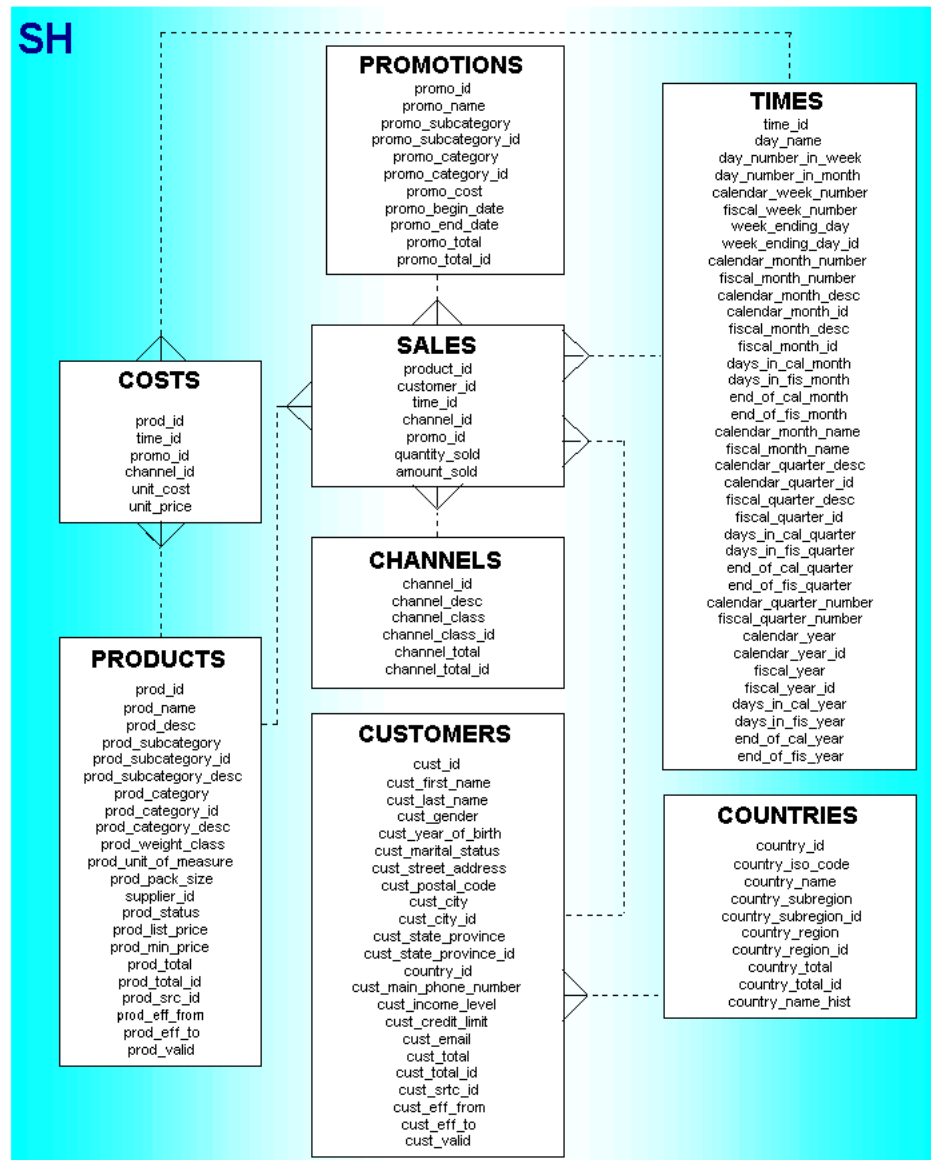 SH
PROMOTIONS
promo_id
promo_name
promo_subcategory
promo_subcategory_id
promo_category
promo_category_id
promo_cost
promo_begin_date
promo_end_date
promo_total
promo_total_id
TIMES
time_id
day_name
day_number_in_week
day_number_in_month
calendar_week_number
fiscal_week_number
week_ending_day
week_ending_day_id
calendar_month_number
fiscal_month_number
calendar_month_desc
calendar_month_id
fiscal_month_desc
fiscal_month_id
days_in_cal_month
days_in_fis_month
end_of_cal_month
end_of_fis_month
calendar_month_name
fiscal_month_name
calendar_quarter_desc
calendar_quarter_id
fiscal_quarter_desc
fiscal_quarter_id
days_in_cal_quarter
days_in_fis_quarter
end_of_cal_quarter
end_of_fis_quarter
calendar_quarter_number
fiscal_quarter_number
calendar_year
calendar_year_id
fiscal_year
fiscal_year_id
days_in_cal_year
days_in_fis_year
end_of_cal_year
end_of_fis_year
SALES
product_id
customer_id
time_id
channel_id
promo_id
quantity_sold
amount_sold
COSTS
prod_id
time_id
promo_id
channel_id
unit_cost
unit_price
CHANNELS
channel_id
channel_desc
channel_class
channel_class_id
channel_total
channel_total_id
PRODUCTS
prod_id
prod_name
prod_desc
prod_subcategory
prod_subcategory_id
prod_subcategory_desc
prod_category
prod_category_id
prod_category_desc
prod_weight_class
prod_unit_of_measure
prod_pack_size
supplier_id
prod_status
prod_list_price
prod_min_price
prod_total
prod_total_id
prod_src_id
prod_eff_from
prod_eff_to
prod_valid
CUSTOMERS
cust_id
cust_first_name
cust_last_name
cust_gender
cust_year_of_birth
cust_marital_status
cust_street_address
cust_postal_code
cust_city
cust_city_id
cust_state_province
cust_state_province_id
country_id
cust_main_phone_number
cust_income_level
cust_credit_limit
cust_email
cust_total
cust_total_id
cust_srtc_id
cust_eff_from
cust_eff_to
cust_valid
COUNTRIES
country_id
country_iso_code
country_name
country_subregion
country_subregion_id
country_region
country_region_id
country_total
country_total_id
country_name_hist